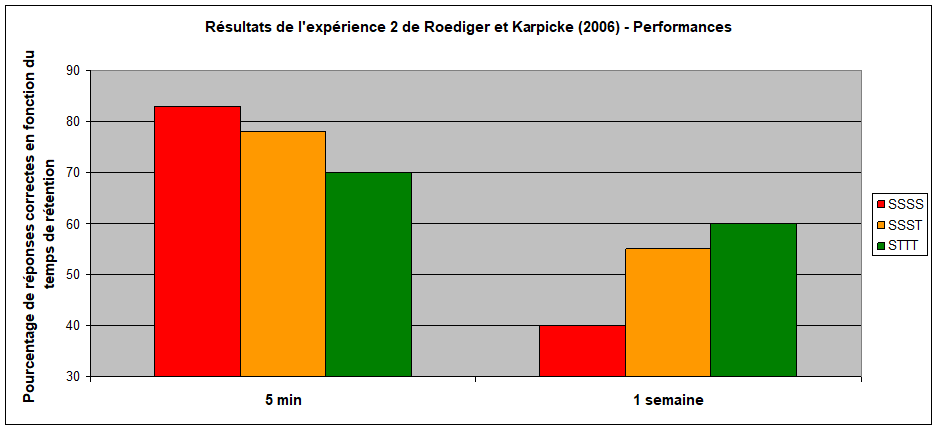 Résultats de l'expérience 2 de Roediger et Karpicke (2006) - Performances
Pourcentage de réponses correctes en fonction du
temps de rétention
90
80
70
60
50
40
30
5 min
1 semaine
SSSS
SSST
STTT